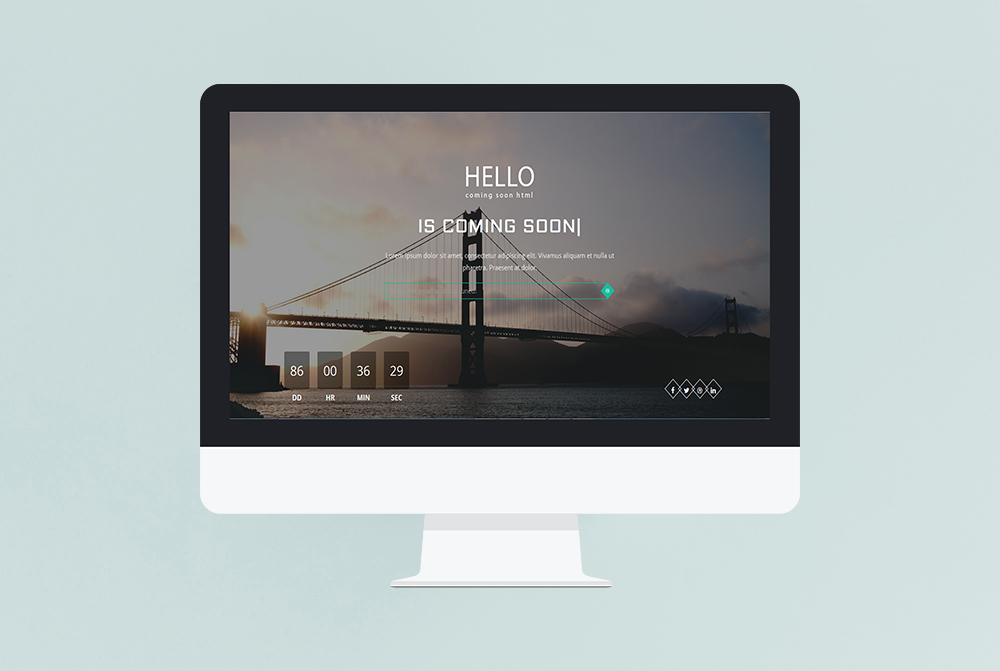 HELLO
coming soon html
IS COMING SOON|
Lorem ipsum dolor sit amet, consectetur adipiscing elit. Vivamus aliquam et nulla ut
pharetra. Praesent at dolor.
86 00 36 29
DD HR MIN SEC